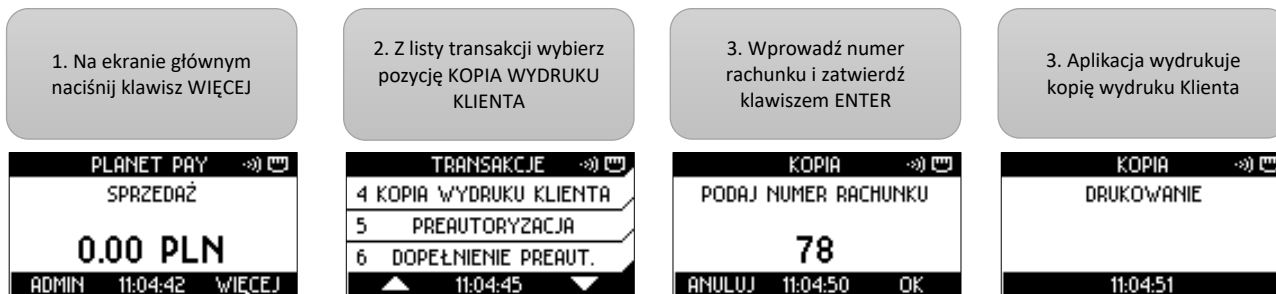 1. Na ekranie głównym
naciśnij klawisz WIĘCEJ
2. Z listy transakcji wybierz
pozycję KOPIA WYDRUKU
KLIENTA
3. Wprowadź numer
rachunku i zatwierdź
klawiszem ENTER
3. Aplikacja wydrukuje
kopię wydruku Klienta
PLANET PAY
SPRZEDAŻ
0.00 PLN
ADMIN 11:04:42 WIĘCEJ
TRANSAKCJE
4 KOPIA WYDRUKU KLIENTA
5 PREAUTORYZACJA
6 DOPEŁNIENIE PREAUT.
11:04:45
KOPIA
PODAJ NUMER RACHUNKU
78
ANULUJ 11:04:50 OK
KOPIA
DRUKOWANIE
11:04:51